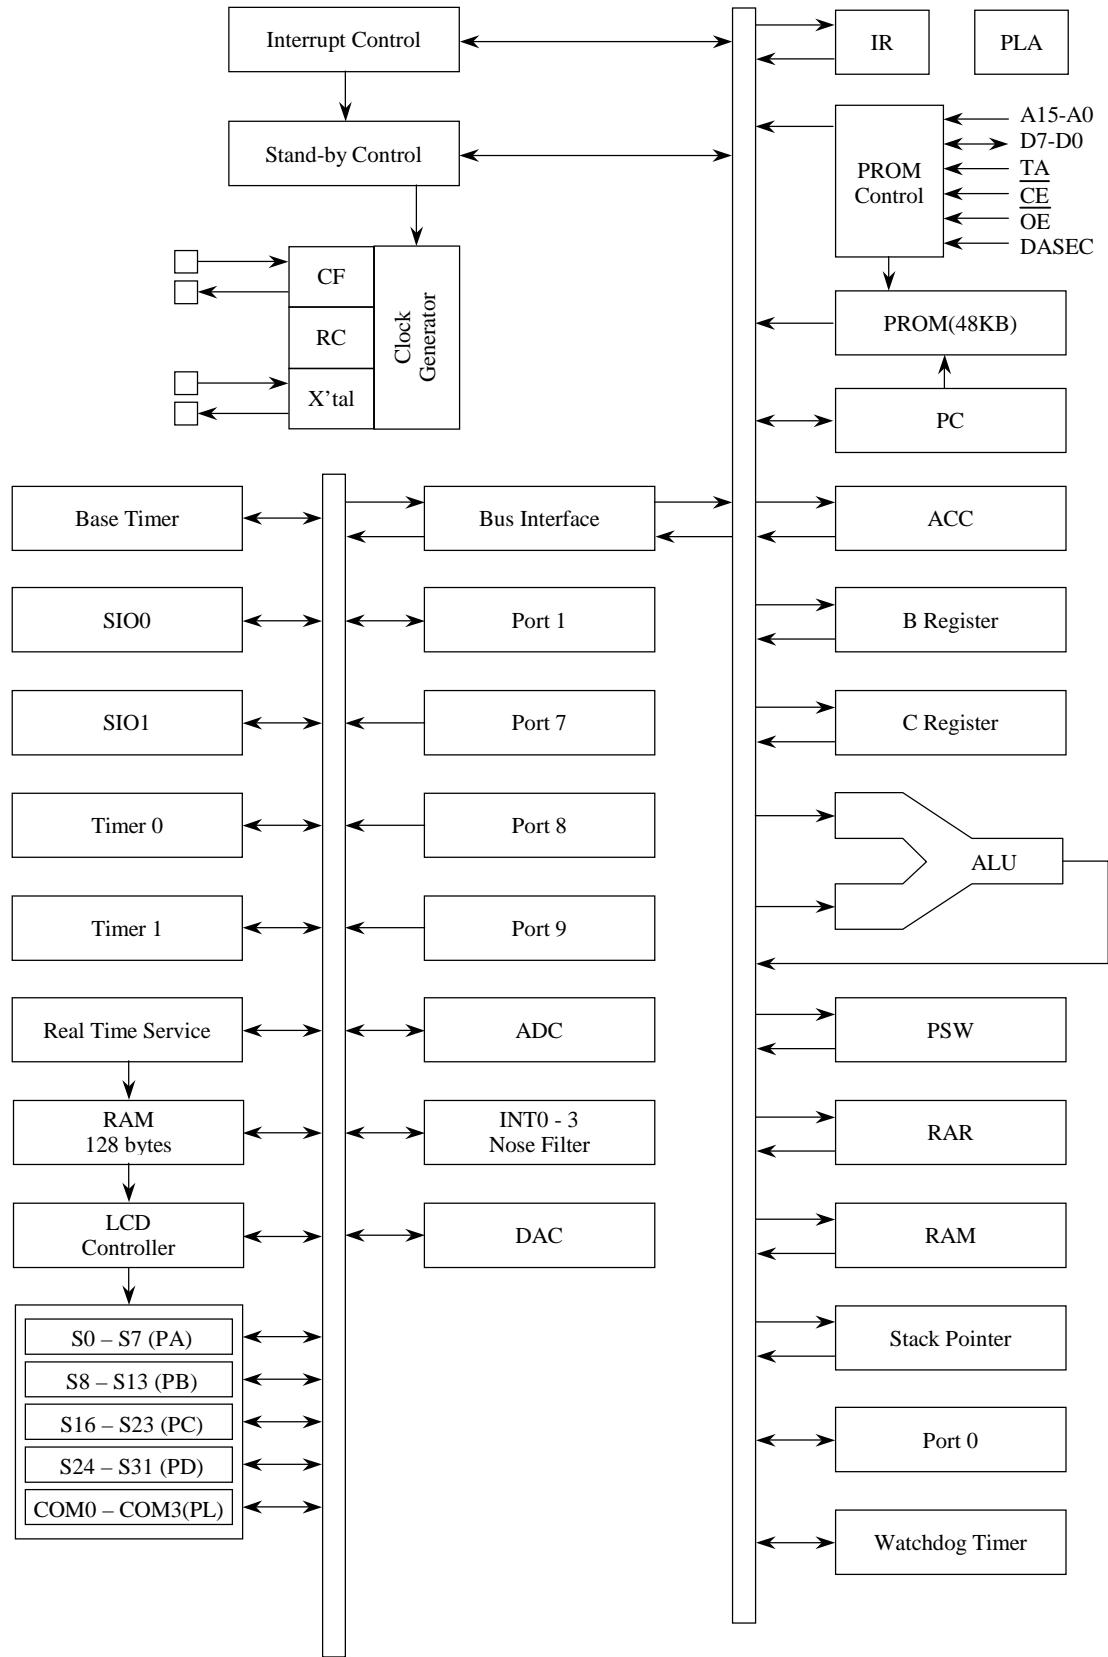 Interrupt Control
IR
PLA
Stand-by Control
PROM
Control
A15-A0
D7-D0
TA
CE
OE
DASEC
CF
RC
X’tal
Clock
Generator
PROM(48KB)
PC
Base Timer
Bus Interface
ACC
SIO0
Port 1
B Register
SIO1
Port 7
C Register
Timer 0
Port 8
ALU
Timer 1
Port 9
Real Time Service
ADC
PSW
RAM
128 bytes
INT0 - 3
Nose Filter
RAR
LCD
Controller
DAC
RAM
S0 – S7 (PA)
S8 – S13 (PB)
S16 – S23 (PC)
S24 – S31 (PD)
COM0 – COM3(PL)
Stack Pointer
Port 0
Watchdog Timer